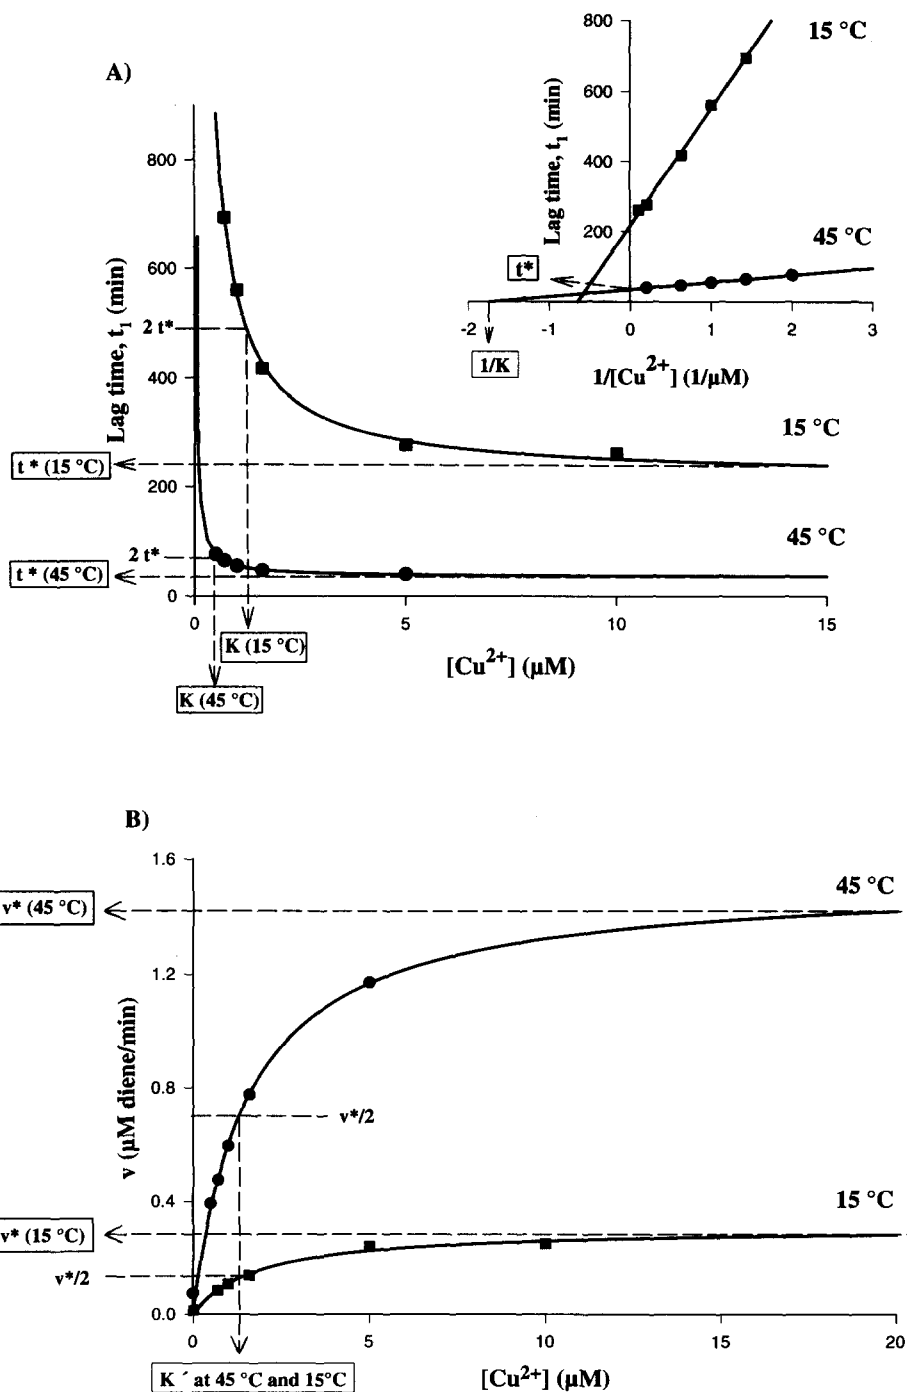 A)
Lag time, t1 (min)
800
600
400
200
0
2 t*
t* (15 °C)
2 t*
t* (45 °C)
15 °C
45 °C
0
5
10
15
K (15 °C)
K (45 °C)
[Cu2+] (µM)
Lag time, t1 (min)
800
600
400
200
15 °C
45 °C
t*
-2
-1
0
1
2
3
1/K
1/[Cu2+] (1/µM)
B)
v (µM diene/min)
1.6
1.2
0.8
0.4
0.0
v* (45 °C)
45 °C
v*/2
v* (15 °C)
15 °C
v*/2
0
5
10
15
20
K ´ at 45 °C and 15°C
[Cu2+] (µM)